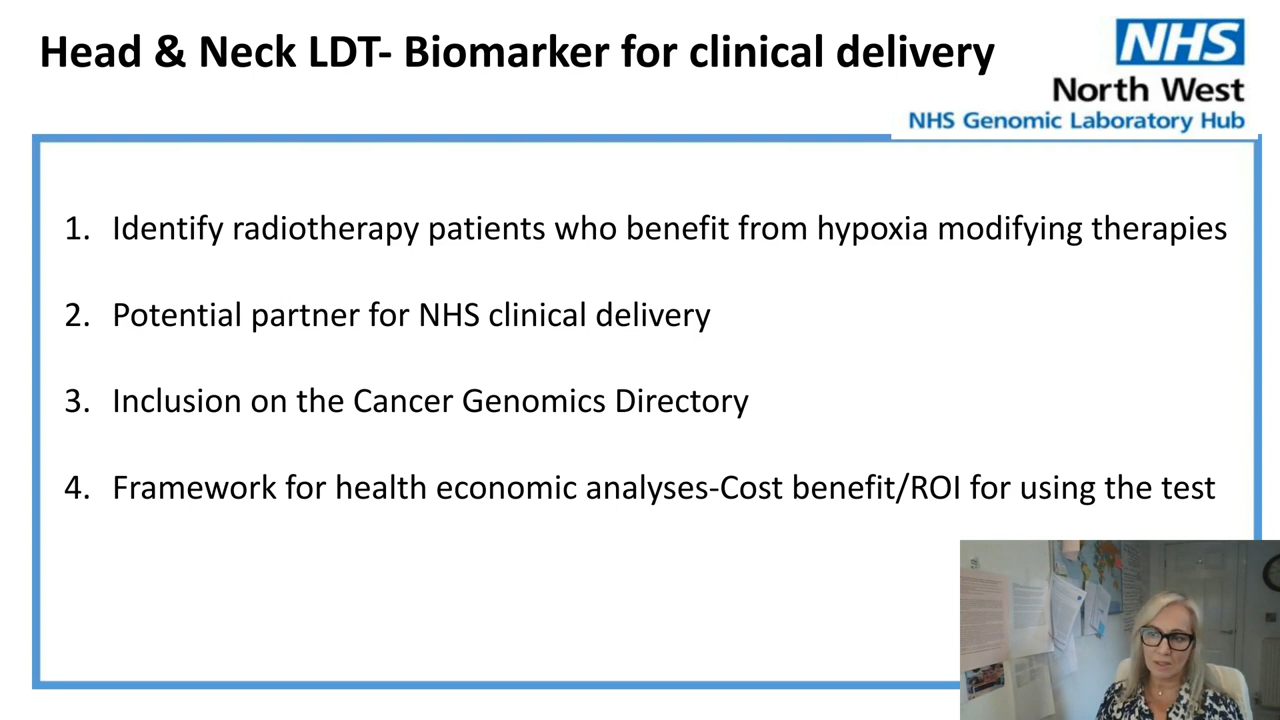 Head & Neck LDT- Biomarker for clinical delivery
NHS
North West
NHS Genomic Laboratory Hub
1. Identify radiotherapy patients who benefit from hypoxia modifying therapies
2. Potential partner for NHS clinical delivery
3. Inclusion on the Cancer Genomics Directory
4. Framework for health economic analyses-Cost benefit/ROI for using the test